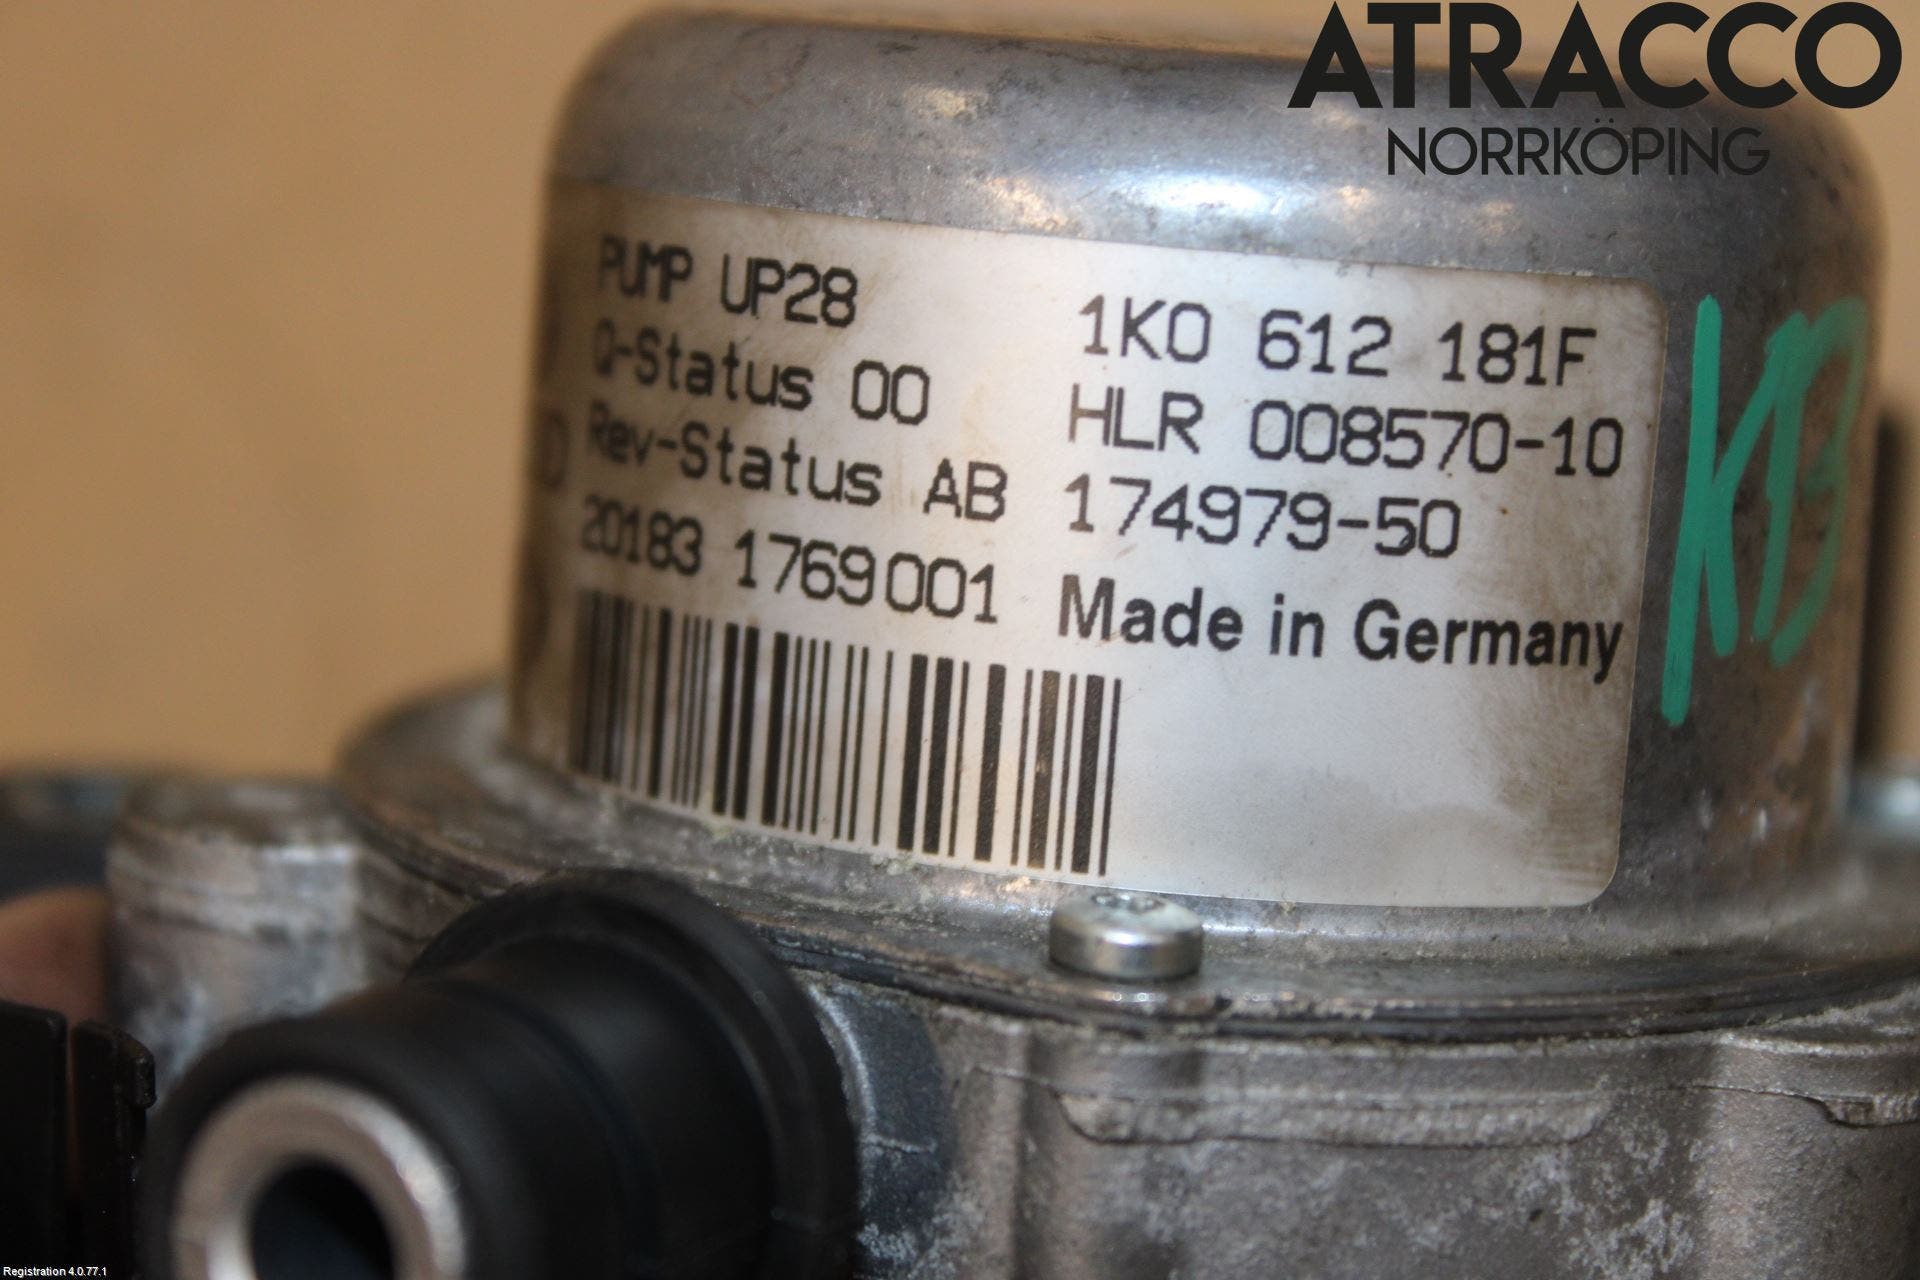 ATRACCO
NORRKÖPING
PUMP UP28
Q-Status 00
Rev-Status AB
20183 1769001
1K0 612 181F
HLR 008570-10
174979-50
Made in Germany
Registration 4.0.77.1